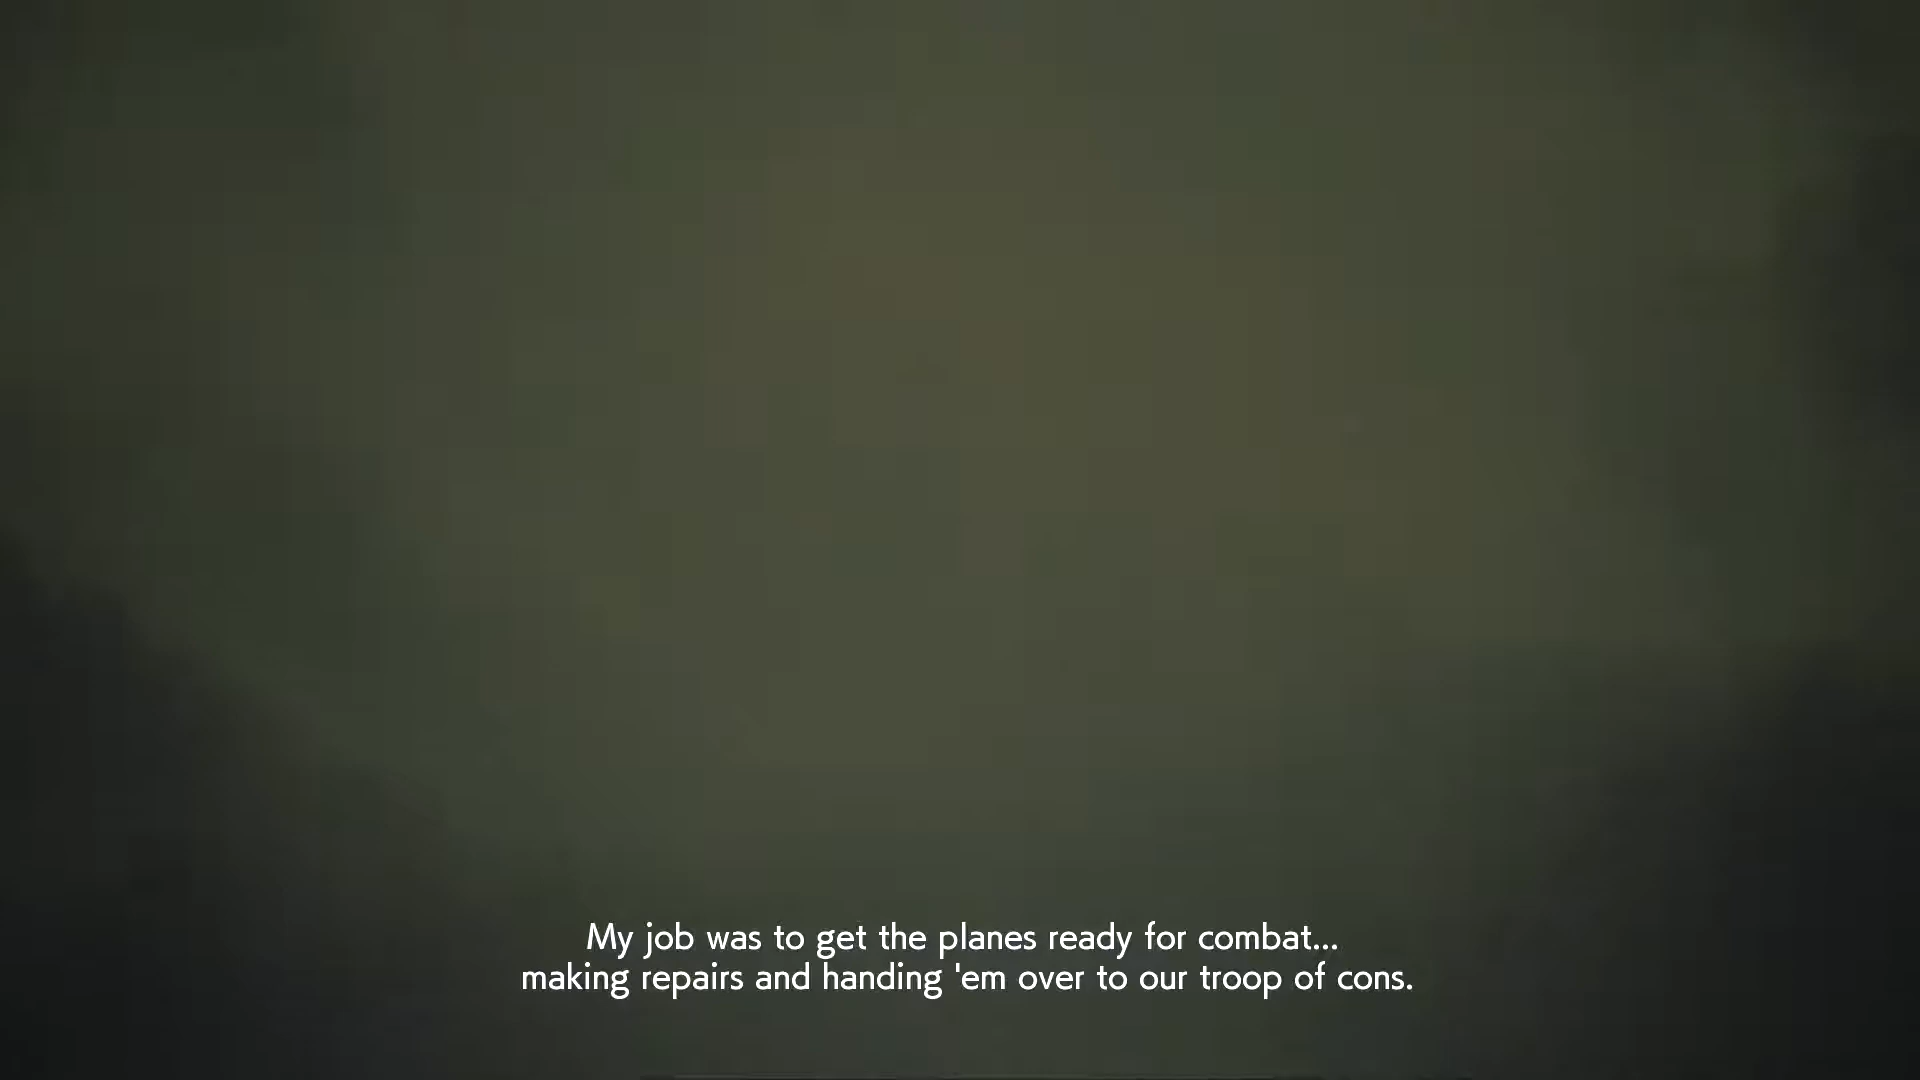 My job was to get the planes ready for combat...
making repairs and handing 'em over to our troop of cons.